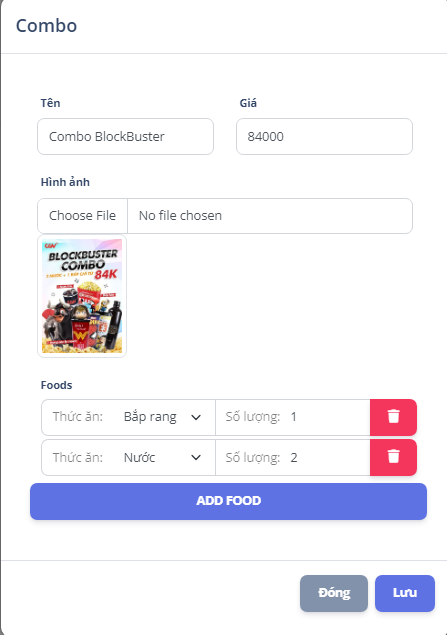 Combo
Tên Giá
Combo BlockBuster 84000
Hình ảnh
Choose File No file chosen
BLOCKBUSTER
COMBO
84K
Foods
Thức ăn: Bắp rang Số lượng: 1
Thức ăn: Nước Số lượng: 2
ADD FOOD
Đóng Lưu